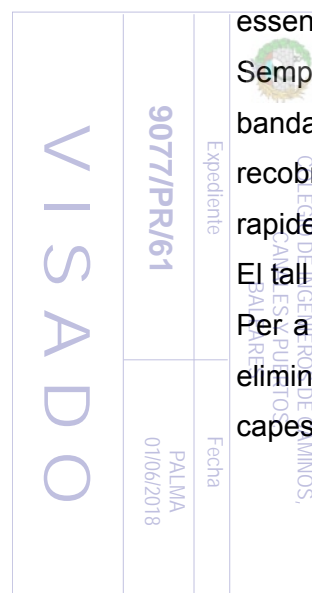 VISADO
9077/PR/61
Expediente
PALMA
01/06/2018
Fecha
COLEGIO DE INGENIEROS DE CAMINOS,
CANALES Y PUERTOS
BALEARES
essen
Semp
banda
recob
rapide
El tall
Per a
elimin
capes